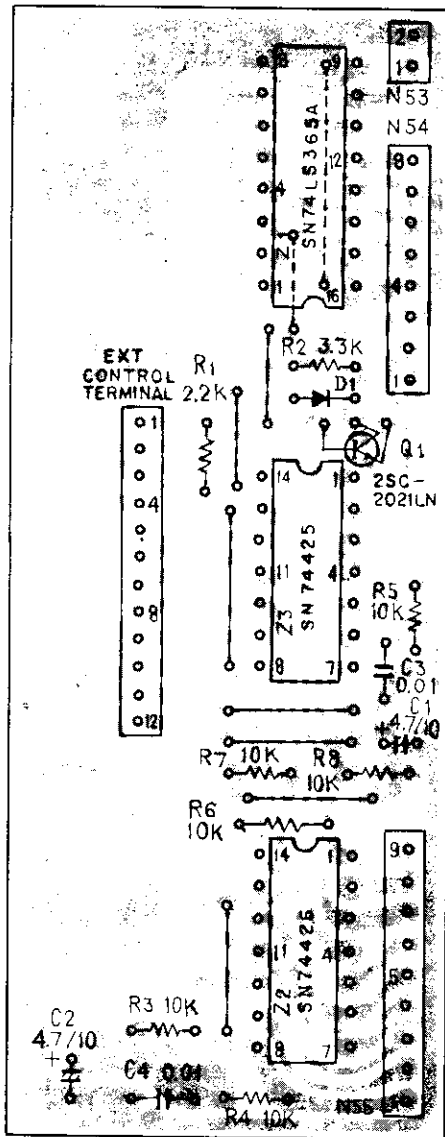 2
1
N53
N54
8
9
SN74LS365A
4
12
Z1
1
16
8
4
1
R2 3.3K
D1
EXT
CONTROL
TERMINAL
R1
2.2K
1
4
8
12
Q1
2SC-
2021LN
14
1
11
4
SN74425
Z3
8
7
R5
10K
C3
0.01
C1
+
4.7/10
R7 10K
R8
10K
R6
10K
14
1
11
4
SN74425
Z2
8
7
9
5
N55
R3 10K
C2
4.7/10
+
C4 0.01
R4 10K